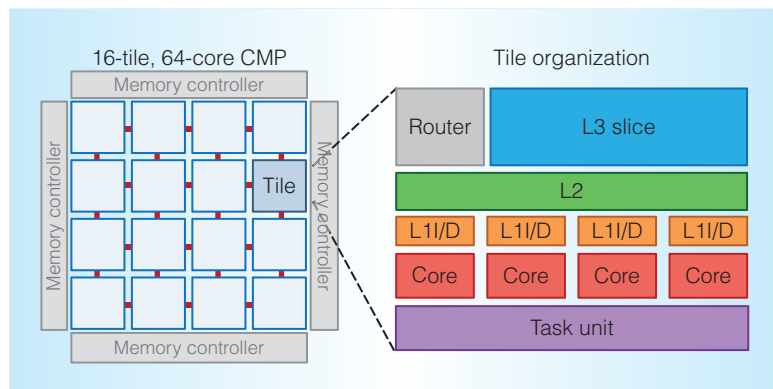 16-tile, 64-core CMP
Memory controller
Memory controller
Tile
Memory controller
Memory controller
Tile organization
Router
L3 slice
L2
L1I/D
L1I/D
L1I/D
L1I/D
Core
Core
Core
Core
Task unit